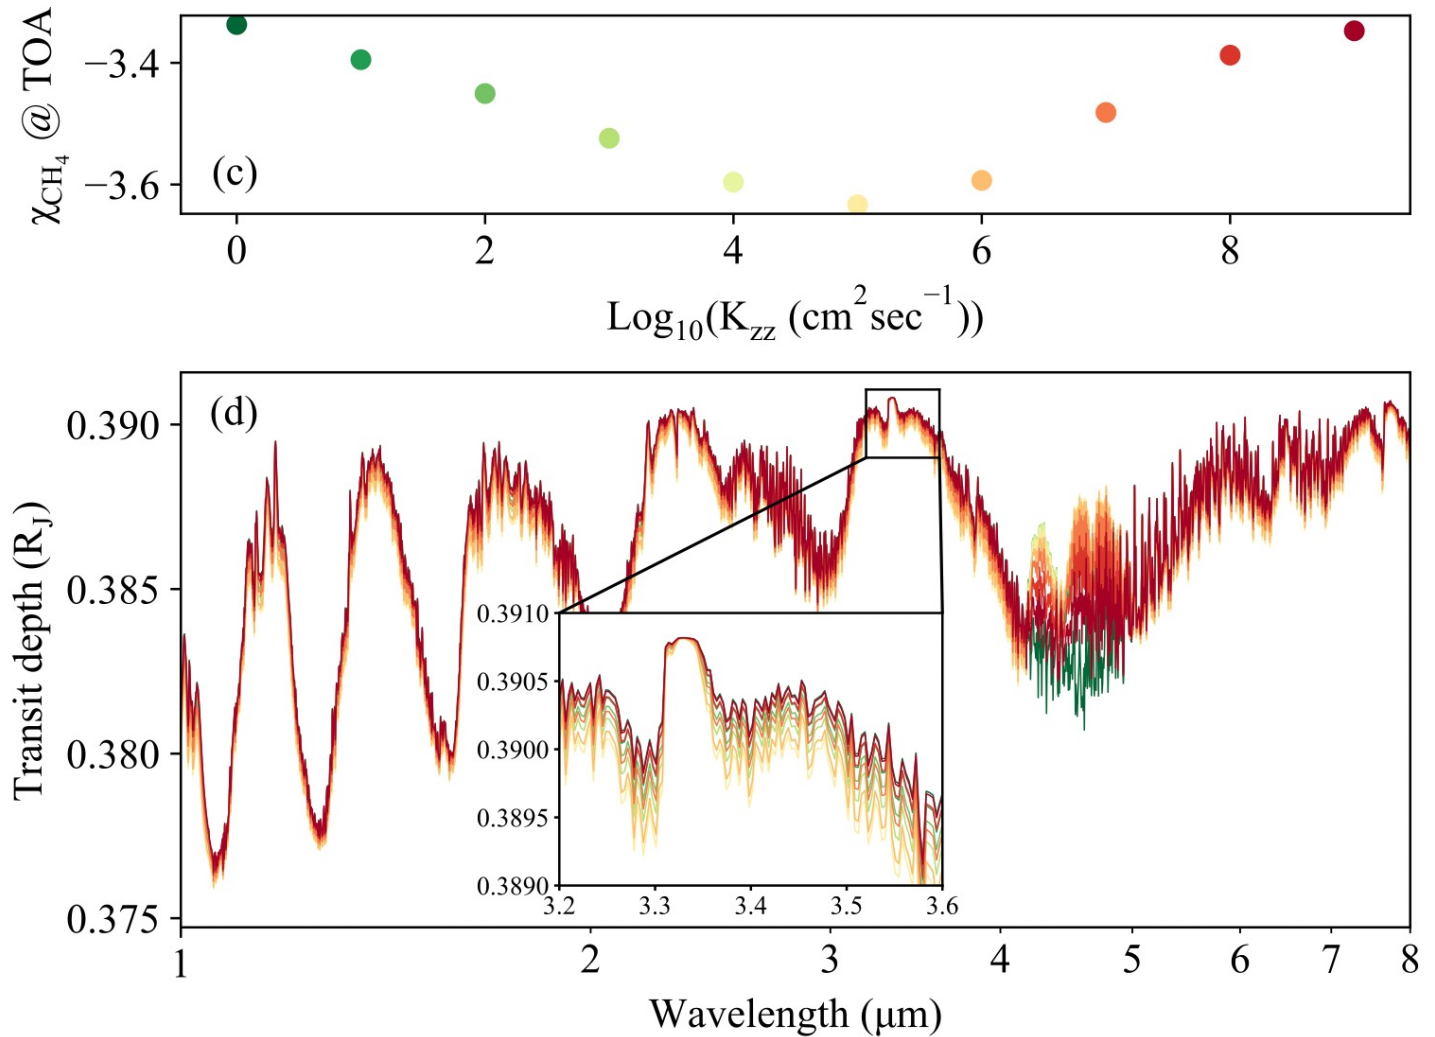 χCH₄ @ TOA
−3.4
−3.6
(c)
0 2 4 6 8
Log₁₀(Kzz (cm²sec⁻¹))
(d)
Transit depth (RJ)
0.390
0.385
0.380
0.375
0.3910
0.3905
0.3900
0.3895
0.3890
3.2 3.3 3.4 3.5 3.6
1 2 3 4 5 6 7 8
Wavelength (μm)